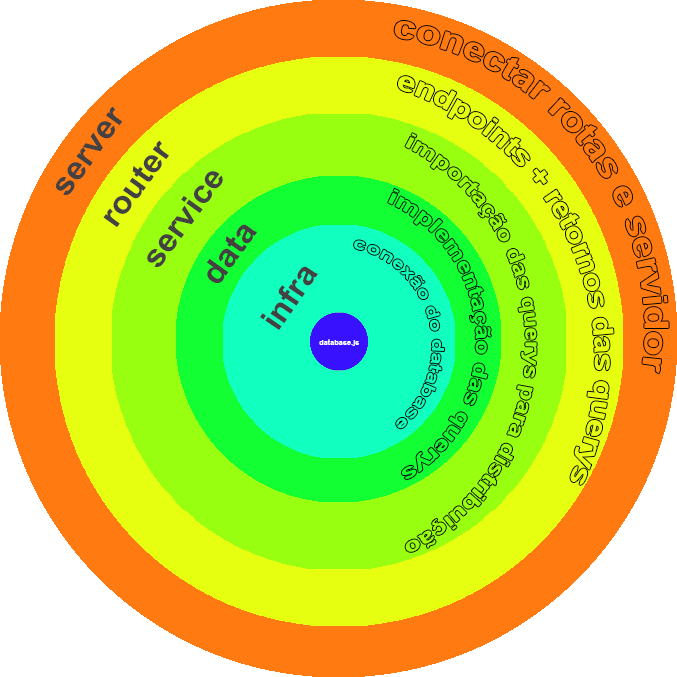 server
conectar rotas e servidor
router
endpoints + retornos das querys
service
importação das querys para distribuição
data
implementação das querys
infra
conexão do database
database.js